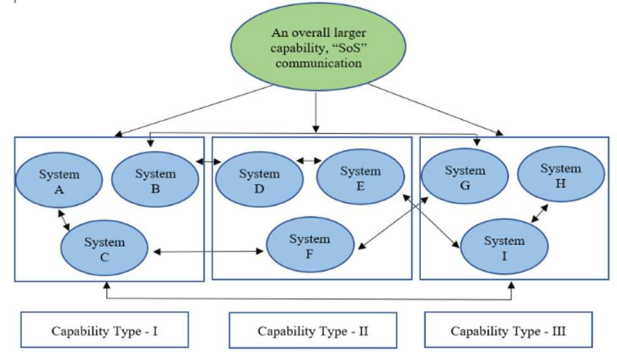 An overall larger
capability, “SoS”
communication
System
A
System
B
System
D
System
E
System
G
System
H
System
C
System
F
System
I
Capability Type - I
Capability Type - II
Capability Type - III